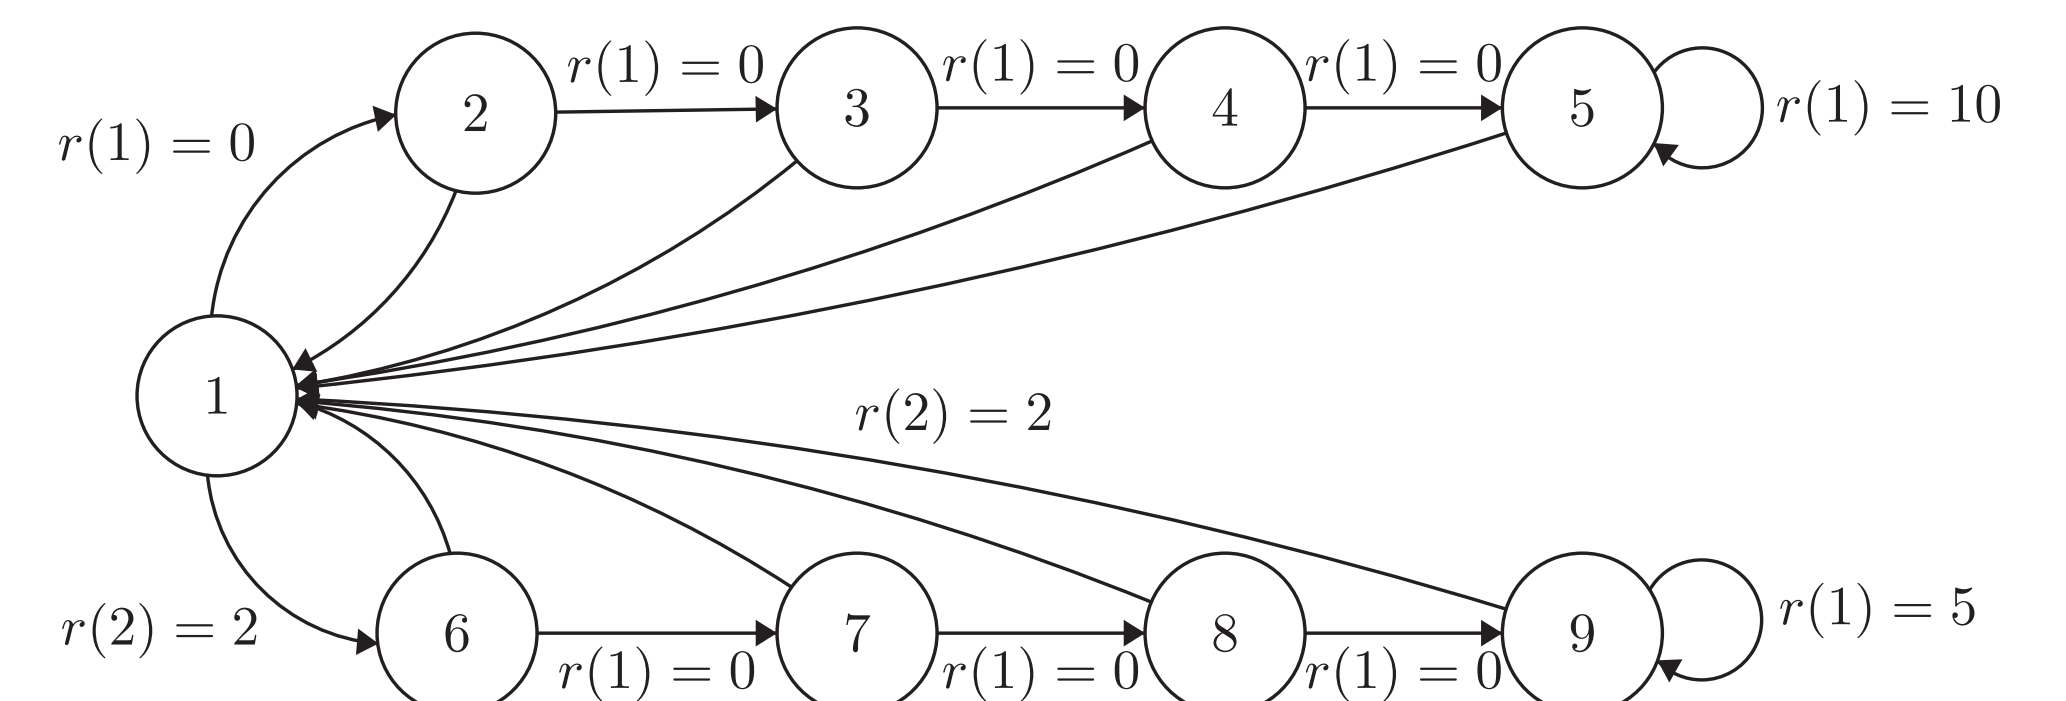 r(1) = 0
r(1) = 0
r(1) = 0
2
3
4
5
r(1) = 10
r(1) = 0
1
r(2) = 2
r(2) = 2
6
7
8
9
r(1) = 5
r(1) = 0
r(1) = 0
r(1) = 0